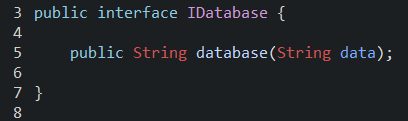 3 public interface IDatabase {
4
5     public String database(String data);
6
7 }
8